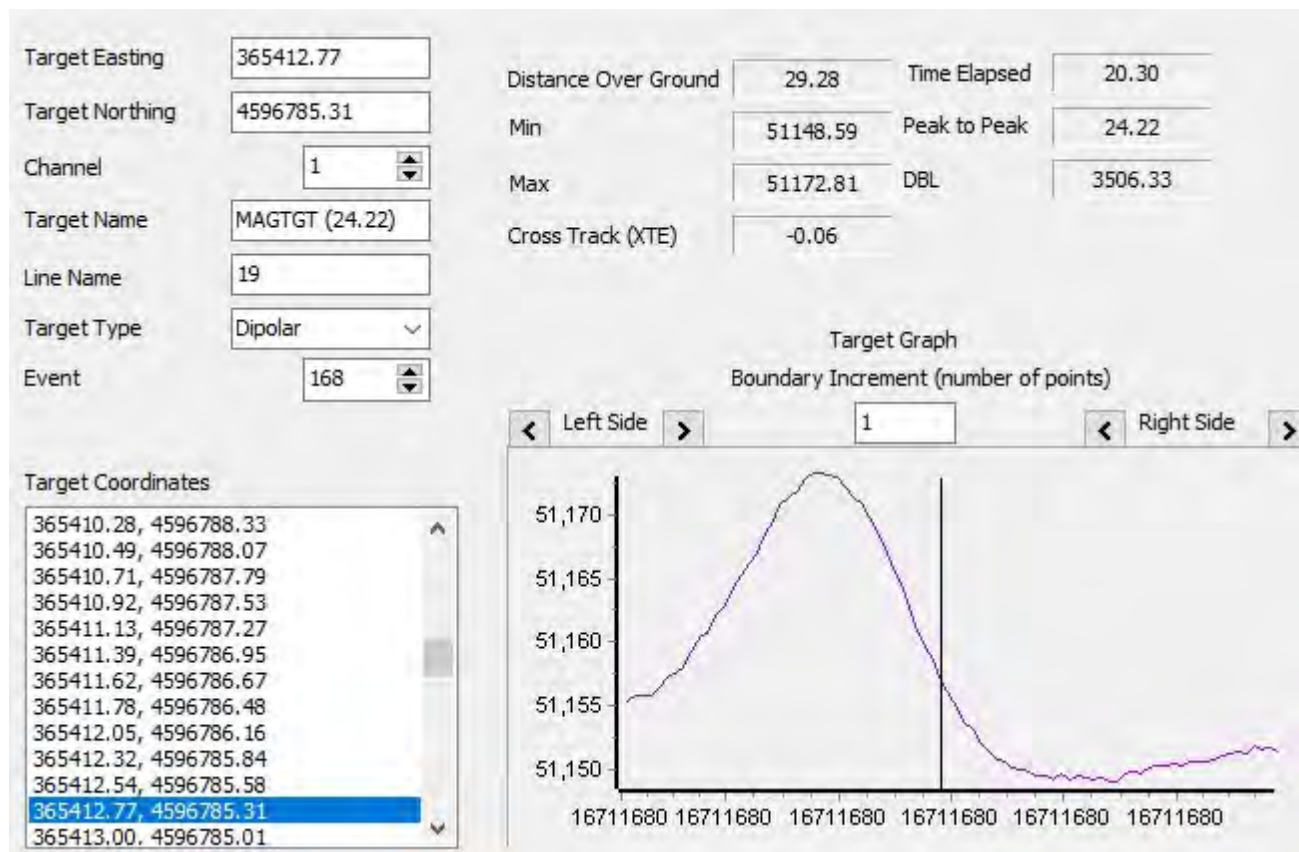 Target Easting 365412.77
Target Northing 4596785.31
Channel 1
Target Name MAGTGT (24.22)
Line Name 19
Target Type Dipolar
Event 168
Target Coordinates
365410.28, 4596788.33
365410.49, 4596788.07
365410.71, 4596787.79
365410.92, 4596787.53
365411.13, 4596787.27
365411.39, 4596786.95
365411.62, 4596786.67
365411.78, 4596786.48
365412.05, 4596786.16
365412.32, 4596785.84
365412.54, 4596785.58
365412.77, 4596785.31
365413.00, 4596785.01
Distance Over Ground 29.28 Time Elapsed 20.30
Min 51148.59 Peak to Peak 24.22
Max 51172.81 DBL 3506.33
Cross Track (XTE) -0.06
Target Graph
Boundary Increment (number of points)
< Left Side > 1 < Right Side >
51,170
51,165
51,160
51,155
51,150
16711680 16711680 16711680 16711680 16711680 16711680